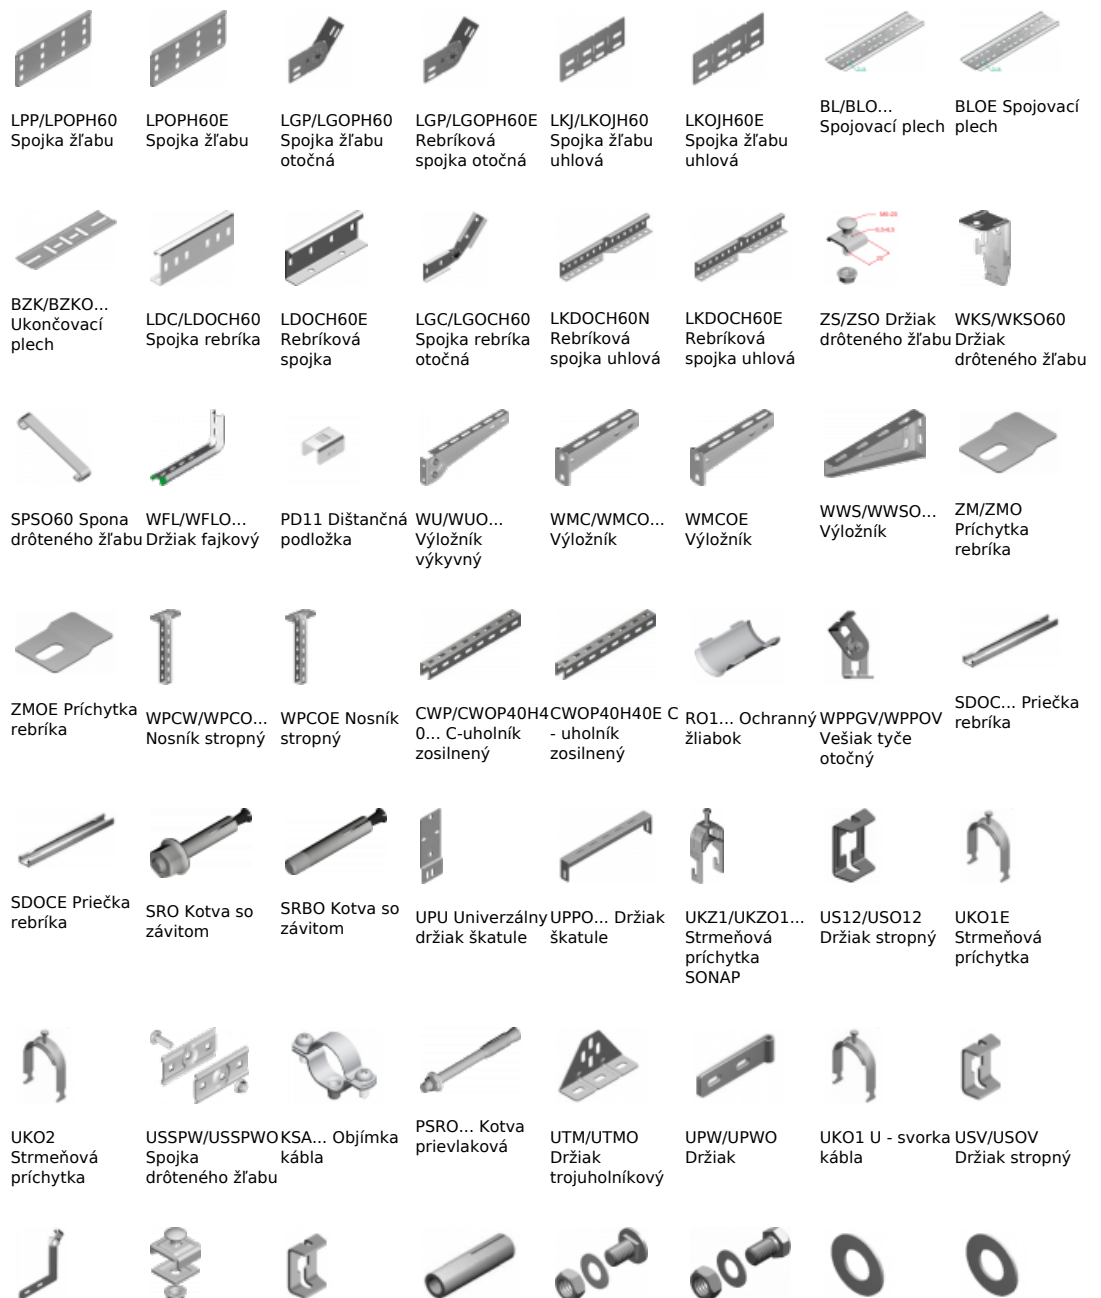 LPP/LPOPH60
Spojka žľabu
LPOPH60E
Spojka žľabu
LGP/LGOPH60
Spojka žľabu
otočná
LGP/LGOPH60E
Rebríková
spojka otočná
LKJ/LKOJH60
Spojka žľabu
uhlová
LKOJH60E
Spojka žľabu
uhlová
BL/BLO...
Spojovací plech
BLOE Spojovací
plech
BZK/BZKO...
Ukončovací
plech
LDC/LDOCH60
Spojka rebríka
LDOCH60E
Rebríková
spojka
LGC/LGOCH60
Spojka rebríka
otočná
LKDOCH60N
Rebríková
spojka uhlová
LKDOCH60E
Rebríková
spojka uhlová
ZS/ZSO Držiak
drôteného žľabu
WKS/WKSO60
Držiak
drôteného žľabu
SPSO60 Spona
drôteného žľabu
WFL/WFLO...
Držiak fajkový
PD11 Dištančná
podložka
WU/WUO...
Výložník
výkyvný
WMC/WMCO...
Výložník
WMCOE
Výložník
WWS/WWSO...
Výložník
ZM/ZMO
Príchytka
rebríka
ZMOE Príchytka
rebríka
WPCW/WPCO...
Nosník stropný
WPCOE Nosník
stropný
CWP/CWOP40H4
0... C-uholník
zosilnený
CWOP40H40E C
- uholník
zosilnený
RO1... Ochranný
žliabok
WPPGV/WPPOV
Vešiak tyče
otočný
SDOC... Priečka
rebríka
SDOCE Priečka
rebríka
SRO Kotva so
závitom
SRBO Kotva so
závitom
UPU Univerzálny
držiak škatule
UPPO... Držiak
škatule
UKZ1/UKZO1...
Strmeňová
príchytka
SONAP
US12/USO12
Držiak stropný
UKO1E
Strmeňová
príchytka
UKO2
Strmeňová
príchytka
USSPW/USSPWO
Spojka
drôteného žľabu
KSA... Objímka
kábla
PSRO... Kotva
prievlaková
UTM/UTMO
Držiak
trojuholníkový
UPW/UPWO
Držiak
UKO1 U - svorka
kábla
USV/USOV
Držiak stropný